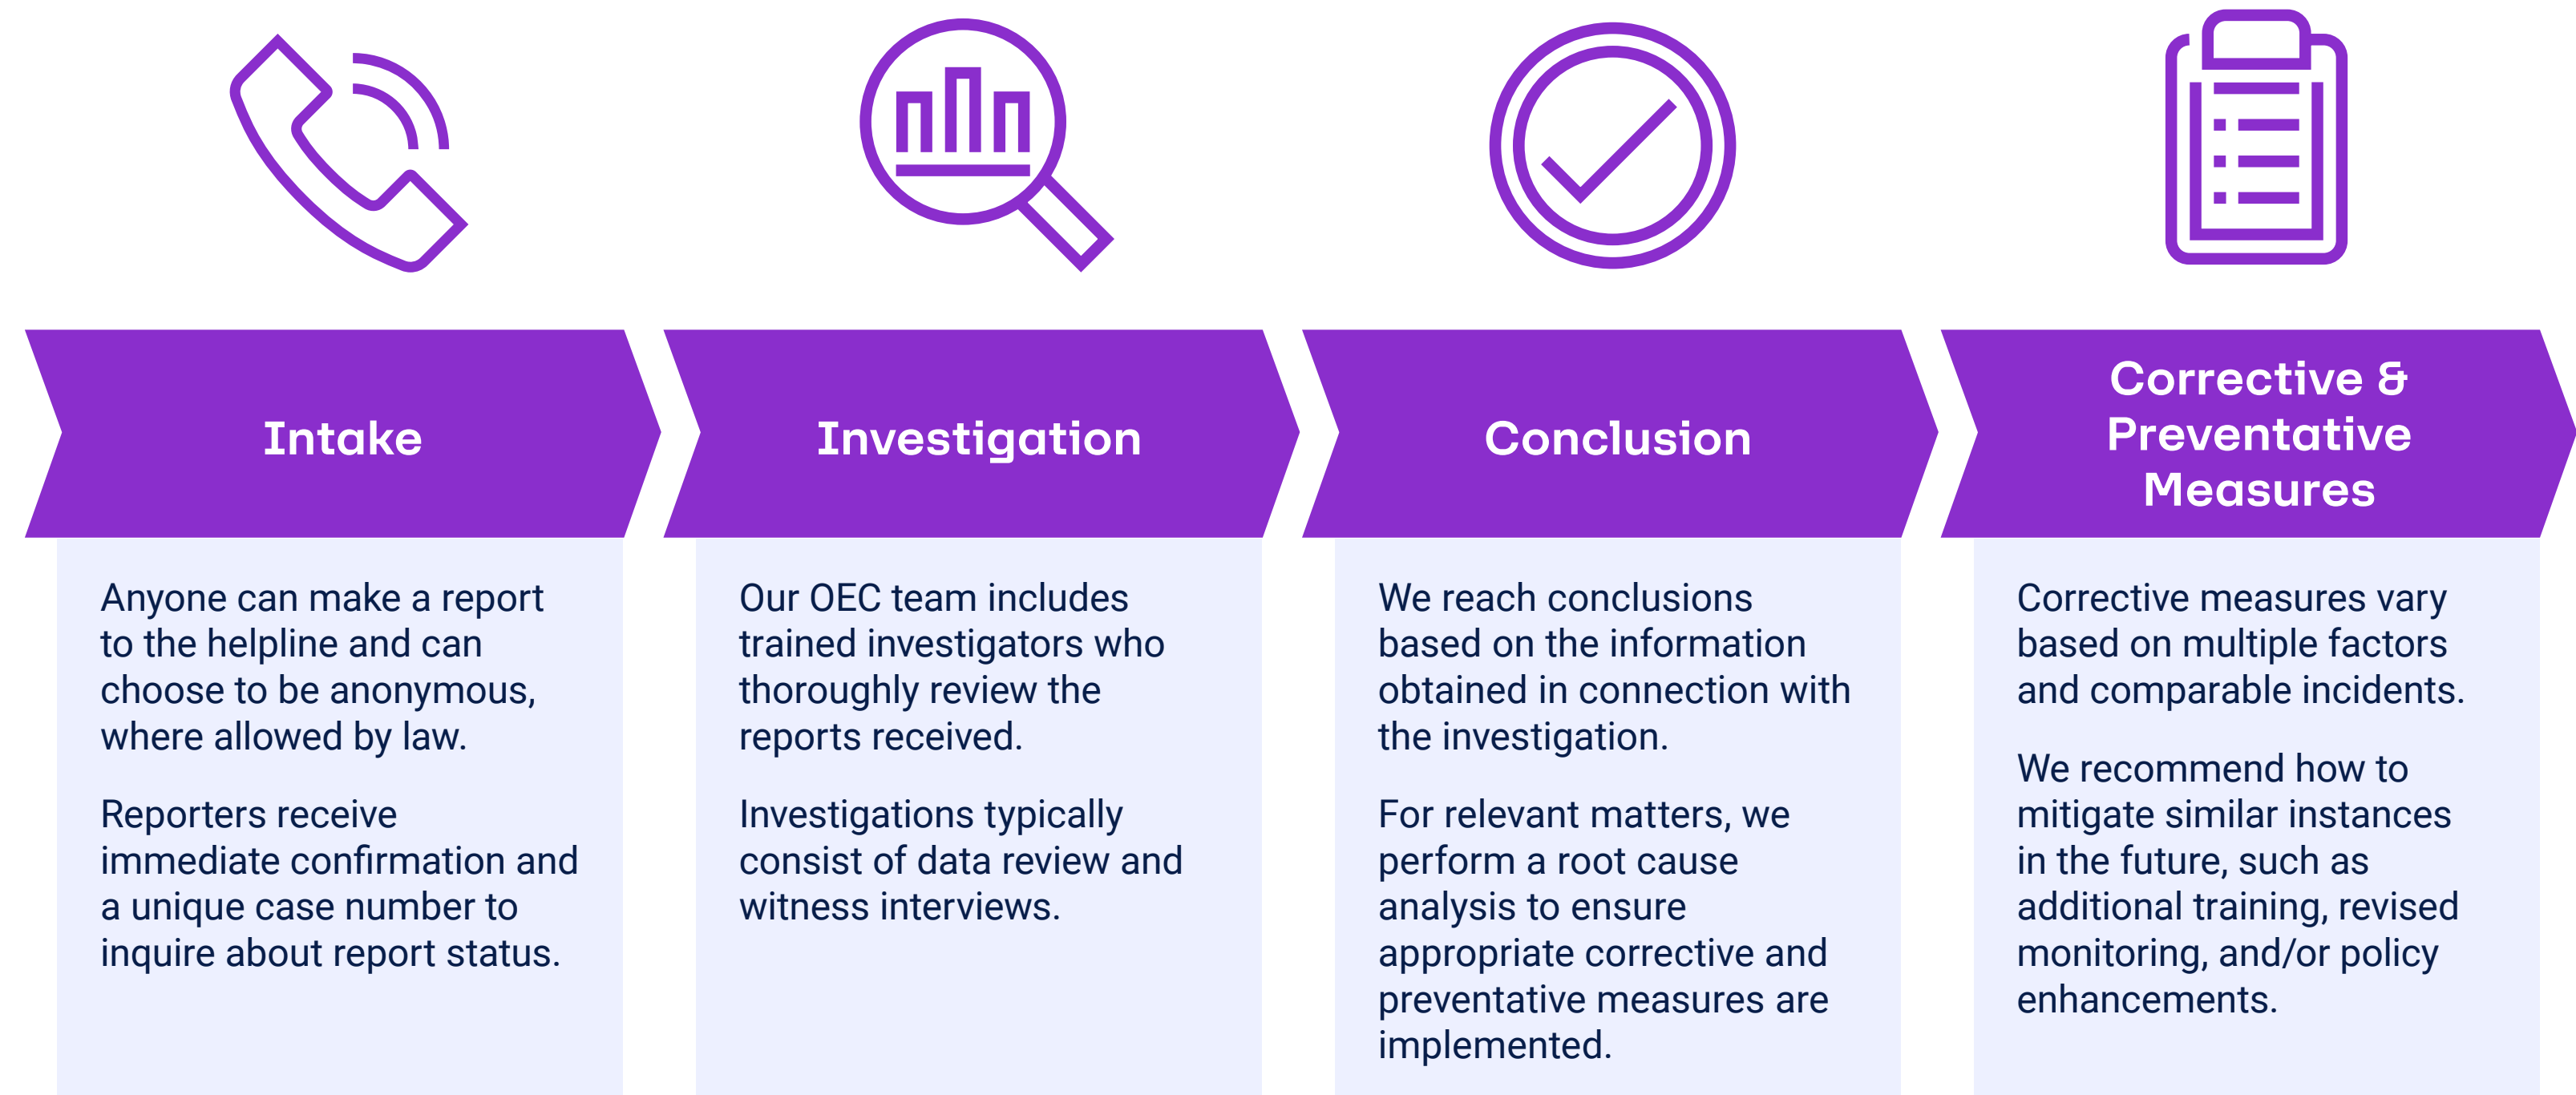 Intake
Anyone can make a report
to the helpline and can
choose to be anonymous,
where allowed by law.
Reporters receive
immediate confirmation and
a unique case number to
inquire about report status.
Investigation
Our OEC team includes
trained investigators who
thoroughly review the
reports received.
Investigations typically
consist of data review and
witness interviews.
Conclusion
We reach conclusions
based on the information
obtained in connection with
the investigation.
For relevant matters, we
perform a root cause
analysis to ensure
appropriate corrective and
preventative measures are
implemented.
Corrective &
Preventative
Measures
Corrective measures vary
based on multiple factors
and comparable incidents.
We recommend how to
mitigate similar instances
in the future, such as
additional training, revised
monitoring, and/or policy
enhancements.